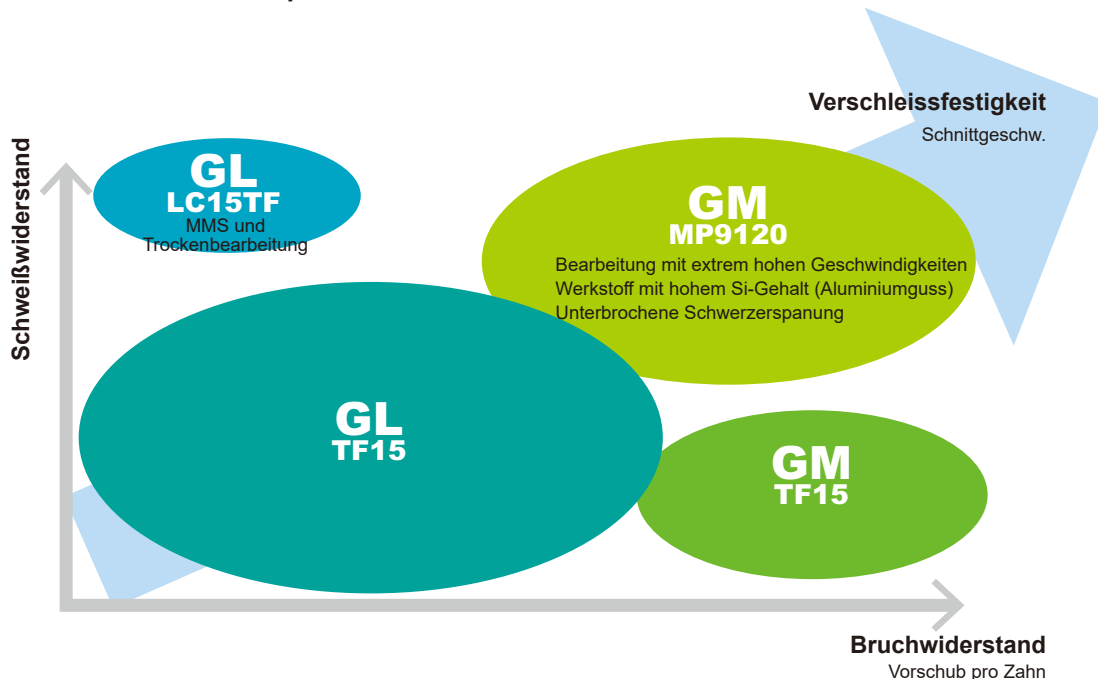 Verschleissfestigkeit
Schnittgeschw.
Schweißwiderstand
GL
LC15TF
MMS und
Trockenbearbeitung
GM
MP9120
Bearbeitung mit extrem hohen Geschwindigkeiten
Werkstoff mit hohem Si-Gehalt (Aluminiumguss)
Unterbrochene Schwerzerspanung
GL
TF15
GM
TF15
Bruchwiderstand
Vorschub pro Zahn